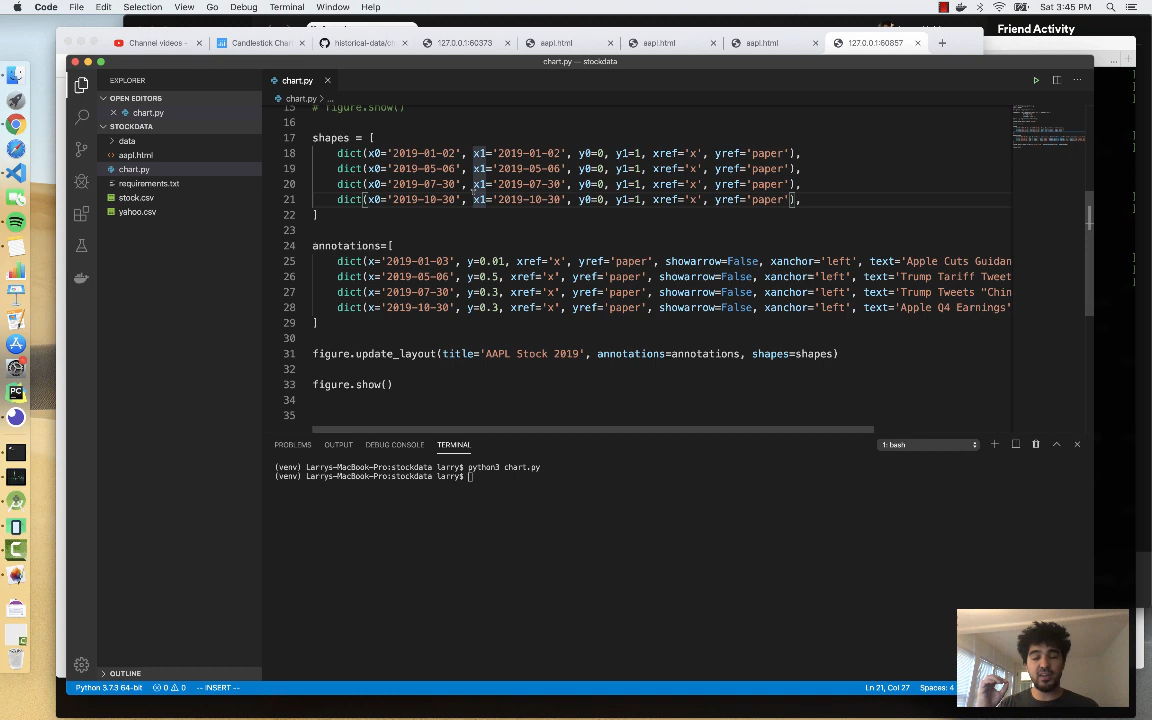 Code File Edit Selection View Go Debug Terminal Window Help
Sat 3:45 PM
Channel videos - Candlestick Char historical-data/cl 127.0.0.1:60373 aapl.html aapl.html aapl.html 127.0.0.1:60857
Friend Activity
chart.py — stockdata
EXPLORER
chart.py
OPEN EDITORS
chart.py > ...
chart.py
15 # figure.show()
STOCKDATA
16
data
17 shapes = [
aapl.html
18 dict(x0='2019-01-02', x1='2019-01-02', y0=0, y1=1, xref='x', yref='paper'),
chart.py
19 dict(x0='2019-05-06', x1='2019-05-06', y0=0, y1=1, xref='x', yref='paper'),
requirements.txt
20 dict(x0='2019-07-30', x1='2019-07-30', y0=0, y1=1, xref='x', yref='paper'),
stock.csv
21 dict(x0='2019-10-30', x1='2019-10-30', y0=0, y1=1, xref='x', yref='paper'),
yahoo.csv
22 ]
23
24 annotations=[
25 dict(x='2019-01-03', y=0.01, xref='x', yref='paper', showarrow=False, xanchor='left', text='Apple Cuts Guidan
26 dict(x='2019-05-06', y=0.5, xref='x', yref='paper', showarrow=False, xanchor='left', text='Trump Tariff Tweet
27 dict(x='2019-07-30', y=0.3, xref='x', yref='paper', showarrow=False, xanchor='left', text='Trump Tweets "Chin
28 dict(x='2019-10-30', y=0.3, xref='x', yref='paper', showarrow=False, xanchor='left', text='Apple Q4 Earnings'
29 ]
30
31 figure.update_layout(title='AAPL Stock 2019', annotations=annotations, shapes=shapes)
32
33 figure.show()
34
35
PROBLEMS OUTPUT DEBUG CONSOLE TERMINAL
1: bash
(venv) Larrys-MacBook-Pro:stockdata larry$ python3 chart.py
(venv) Larrys-MacBook-Pro:stockdata larry$
OUTLINE
Python 3.7.3 64-bit 0 0 -- INSERT -- Ln 21, Col 27 Spaces: 4